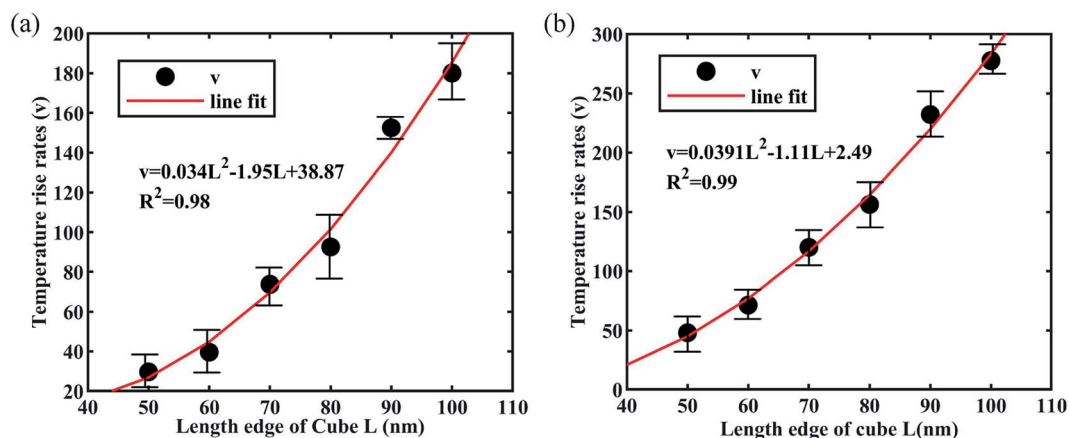 (a)
200
180
160
140
120
100
80
60
40
20
Temperature rise rates (v)
v
line fit
v=0.034L²-1.95L+38.87
R²=0.98
40 50 60 70 80 90 100 110
Length edge of Cube L (nm)
(b)
300
250
200
150
100
50
0
Temperature rise rates (v)
v
line fit
v=0.0391L²-1.11L+2.49
R²=0.99
40 50 60 70 80 90 100 110
Length edge of cube L(nm)